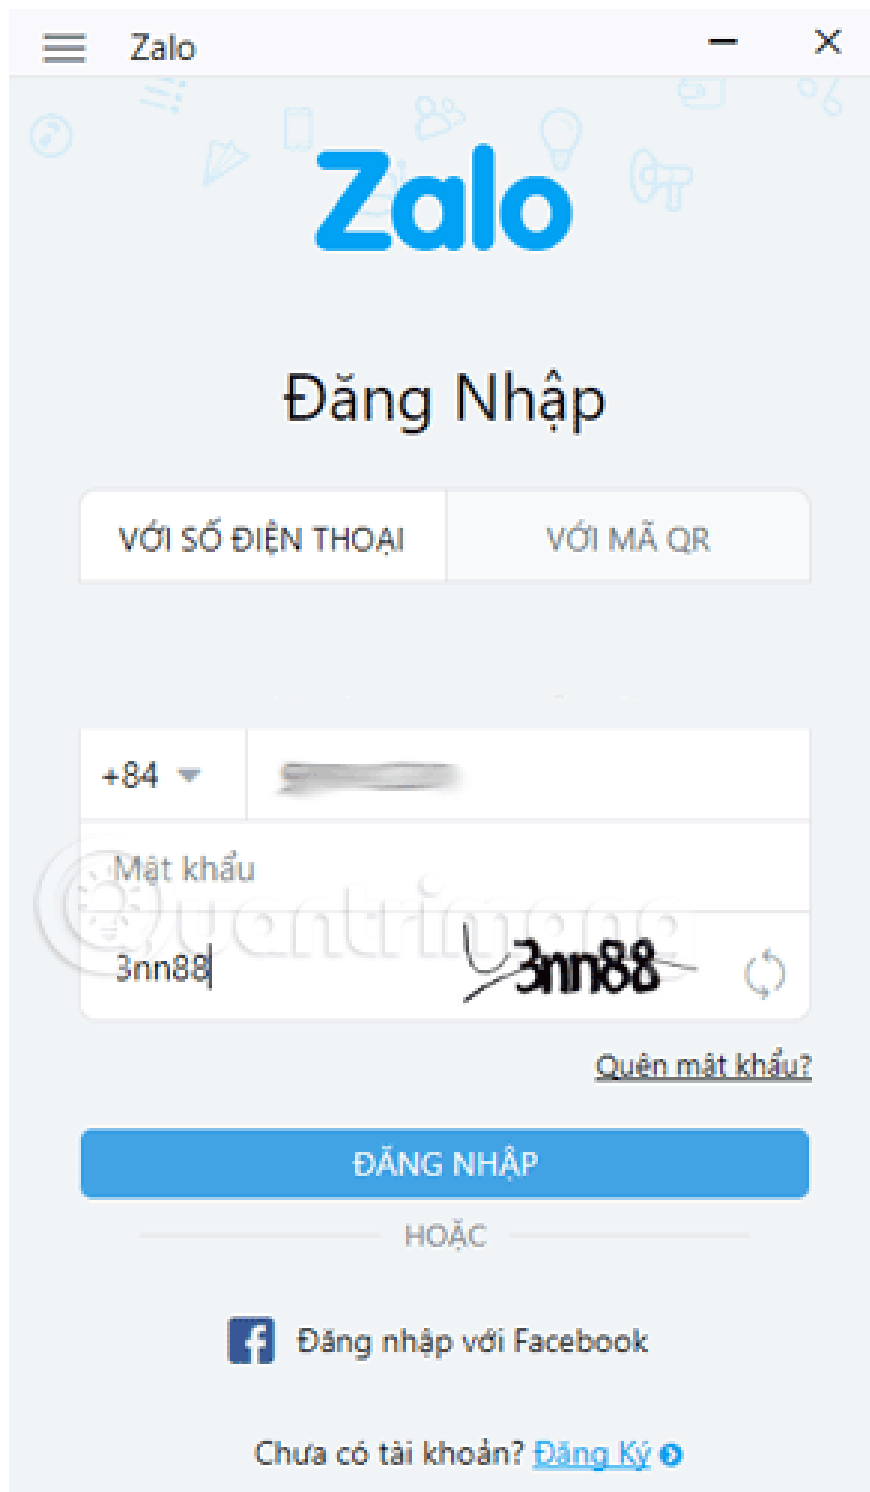 Zalo
Zalo
Đăng Nhập
VỚI SỐ ĐIỆN THOẠI
VỚI MÃ QR
+84
Mật khẩu
Quantrimang
3nn88
3nn88
Quên mật khẩu?
ĐĂNG NHẬP
HOẶC
Đăng nhập với Facebook
Chưa có tài khoản? Đăng Ký